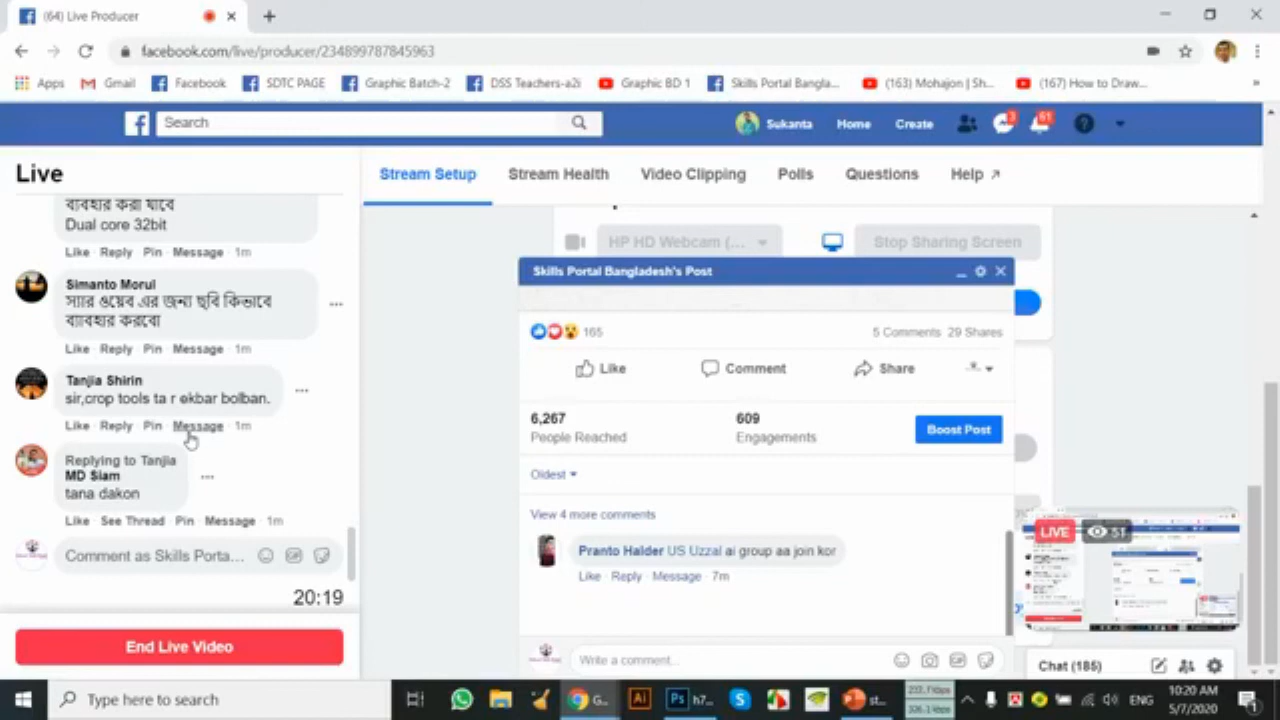 (64) Live Producer
facebook.com/live/producer/234899787845963
Apps Gmail Facebook SDTC PAGE Graphic Batch-2 DSS Teachers-a2i Graphic BD 1 Skills Portal Bangla... (163) Mohajon | Sh... (167) How to Draw...
Search
Sukanta Home Create 3 61
Live
Stream Setup Stream Health Video Clipping Polls Questions Help
ব্যবহার করা যাবে
Dual core 32bit
Like · Reply · Pin · Message · 1m
Simanto Morul
স্যার ওয়েব এর জন্য ছবি কিভাবে
ব্যাবহার করবো
Like · Reply · Pin · Message · 1m
Tanjia Shirin
sir,crop tools ta r ekbar bolban.
Like · Reply · Pin · Message · 1m
Replying to Tanjia
MD Siam
tana dakon
Like · See Thread · Pin · Message · 1m
Comment as Skills Porta...
20:19
End Live Video
HP HD Webcam (...
Stop Sharing Screen
Skills Portal Bangladesh's Post
165
5 Comments 29 Shares
Like Comment Share
6,267
People Reached
609
Engagements
Boost Post
Oldest
View 4 more comments
Pranto Halder US Uzzal ai group aa join kor
Like · Reply · Message · 7m
Write a comment...
LIVE 51
Chat (185)
Type here to search
G...
Ai
Ps h7...
st...
ENG
10:20 AM
5/7/2020
1